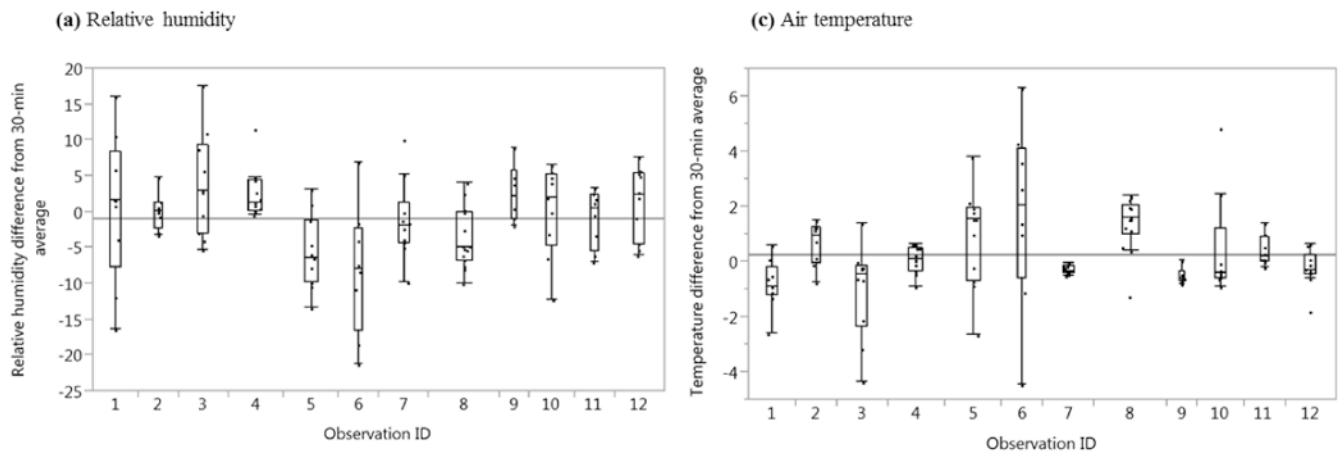 (a) Relative humidity
Relative humidity difference from 30-min
average
20
15
10
5
0
-5
-10
-15
-20
-25
1 2 3 4 5 6 7 8 9 10 11 12
Observation ID
(c) Air temperature
Temperature difference from 30-min average
6
4
2
0
-2
-4
1 2 3 4 5 6 7 8 9 10 11 12
Observation ID